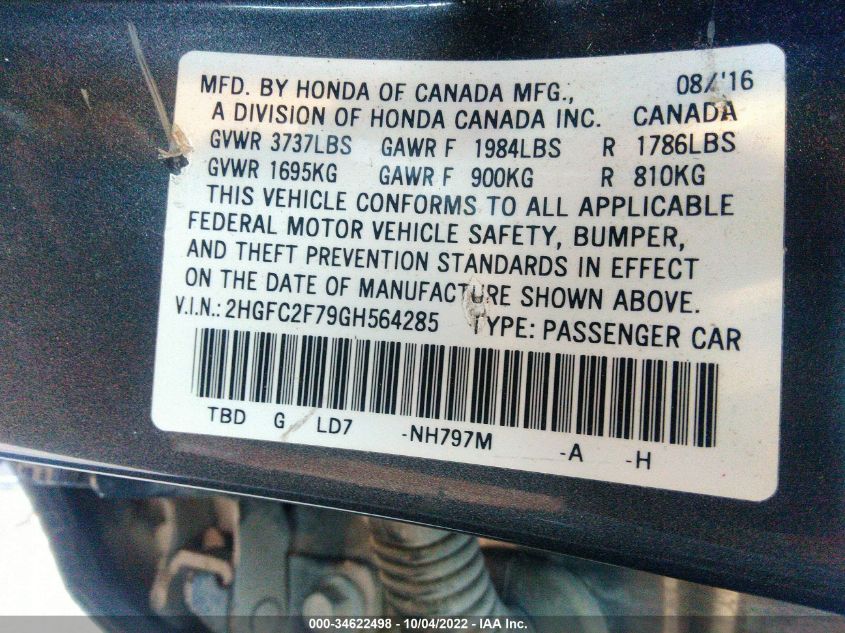 MFD. BY HONDA OF CANADA MFG., 08/'16
A DIVISION OF HONDA CANADA INC. CANADA
GVWR 3737LBS GAWR F 1984LBS R 1786LBS
GVWR 1695KG GAWR F 900KG R 810KG
THIS VEHICLE CONFORMS TO ALL APPLICABLE
FEDERAL MOTOR VEHICLE SAFETY, BUMPER,
AND THEFT PREVENTION STANDARDS IN EFFECT
ON THE DATE OF MANUFACTURE SHOWN ABOVE.
V.I.N.: 2HGFC2F79GH564285 TYPE: PASSENGER CAR
TBD G LD7 -NH797M -A -H
000-34622498 - 10/04/2022 - IAA Inc.